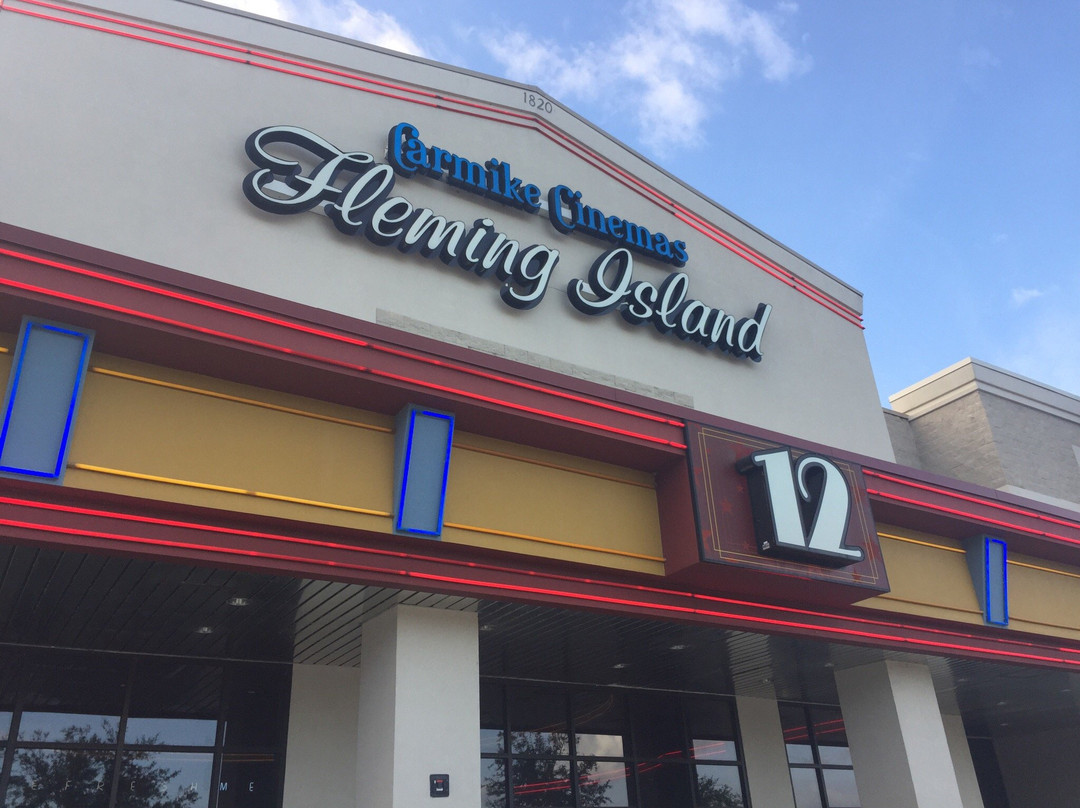 1820
Carmike Cinemas
Fleming Island
12